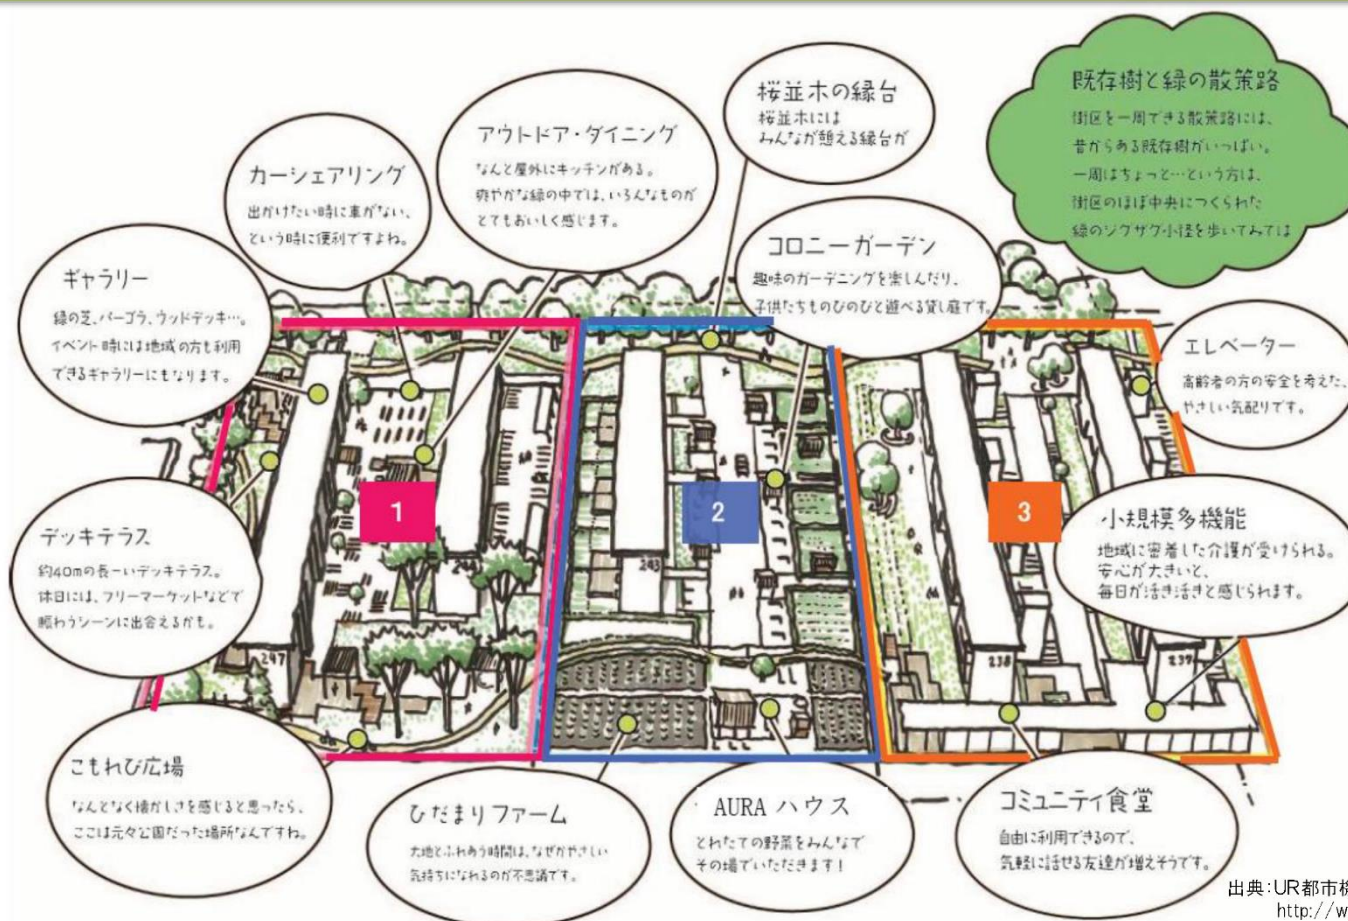 既存樹と緑の散策路
街区を一周できる散策路には、
昔からある既存樹がいっぱい。
一周はちょっと…という方は、
街区のほぼ中央につくられた
緑のジグザグ小径を歩いてみては
桜並木の縁台
桜並木には
みんなが憩える縁台が
アウトドア・ダイニング
なんと屋外にキッチンがある。
爽やかな緑の中では、いろんなものが
とてもおいしく感じます。
カーシェアリング
出かけたい時に車がない、
という時に便利ですよね。
コロニーガーデン
趣味のガーデニングを楽しんだり、
子供たちものびのびと遊べる貸し庭です。
ギャラリー
緑の芝、パーゴラ、ウッドデッキ…。
イベント時には地域の方も利用
できるギャラリーにもなります。
エレベーター
高齢者の方の安全を考えた、
やさしい気配りです。
1
2
3
デッキテラス
約40mの長ーいデッキテラス。
休日には、フリーマーケットなどで
賑わうシーンに出会えるかも。
小規模多機能
地域に密着した介護が受けられる。
安心が大きいと、
毎日が活き活きと感じられます。
247
244
243
238
237
こもれび広場
なんとなく懐かしさを感じると思ったら、
ここは元々公園だった場所なんですね。
ひだまりファーム
大地とふれあう時間は、なぜかやさしい
気持ちになれるのが不思議です。
AURA ハウス
とれたての野菜をみんなで
その場でいただきます!
コミュニティ食堂
自由に利用できるので、
気軽に話せる友達が増えそうです。
出典:UR都市機
http://w